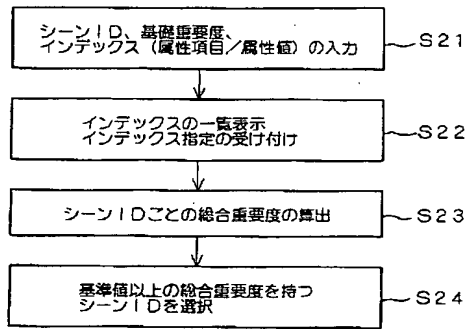 シーンID、基礎重要度、
インデックス（属性項目／属性値）の入力
S21
インデックスの一覧表示
インデックス指定の受け付け
S22
シーンIDごとの総合重要度の算出
S23
基準値以上の総合重要度を持つ
シーンIDを選択
S24